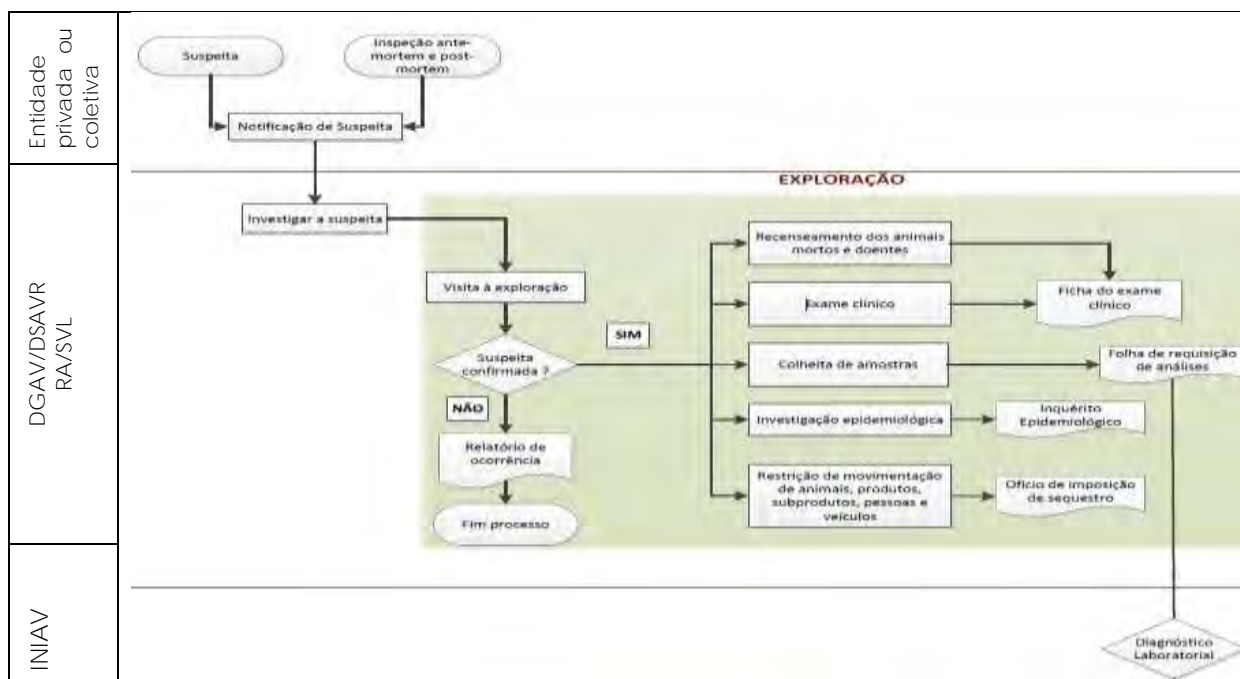 Entidade
privada ou
coletiva
Suspeita
Inspeção ante-
mortem e post-
mortem
Notificação de Suspeita
DGAV/DSAVR
RA/SVL
EXPLORAÇÃO
Investigar a suspeita
Visita à exploração
Suspeita
confirmada ?
SIM
NÃO
Relatório de
ocorrência
Fim processo
Recenseamento dos animais
mortos e doentes
Exame clínico
Ficha do exame
clínico
Colheita de amostras
Folha de requisição
de análises
Investigação epidemiológica
Inquérito
Epidemiológico
Restrição de movimentação
de animais, produtos,
subprodutos, pessoas e
veículos
Ofício de imposição
de sequestro
INIAV
Diagnóstico
Laboratorial